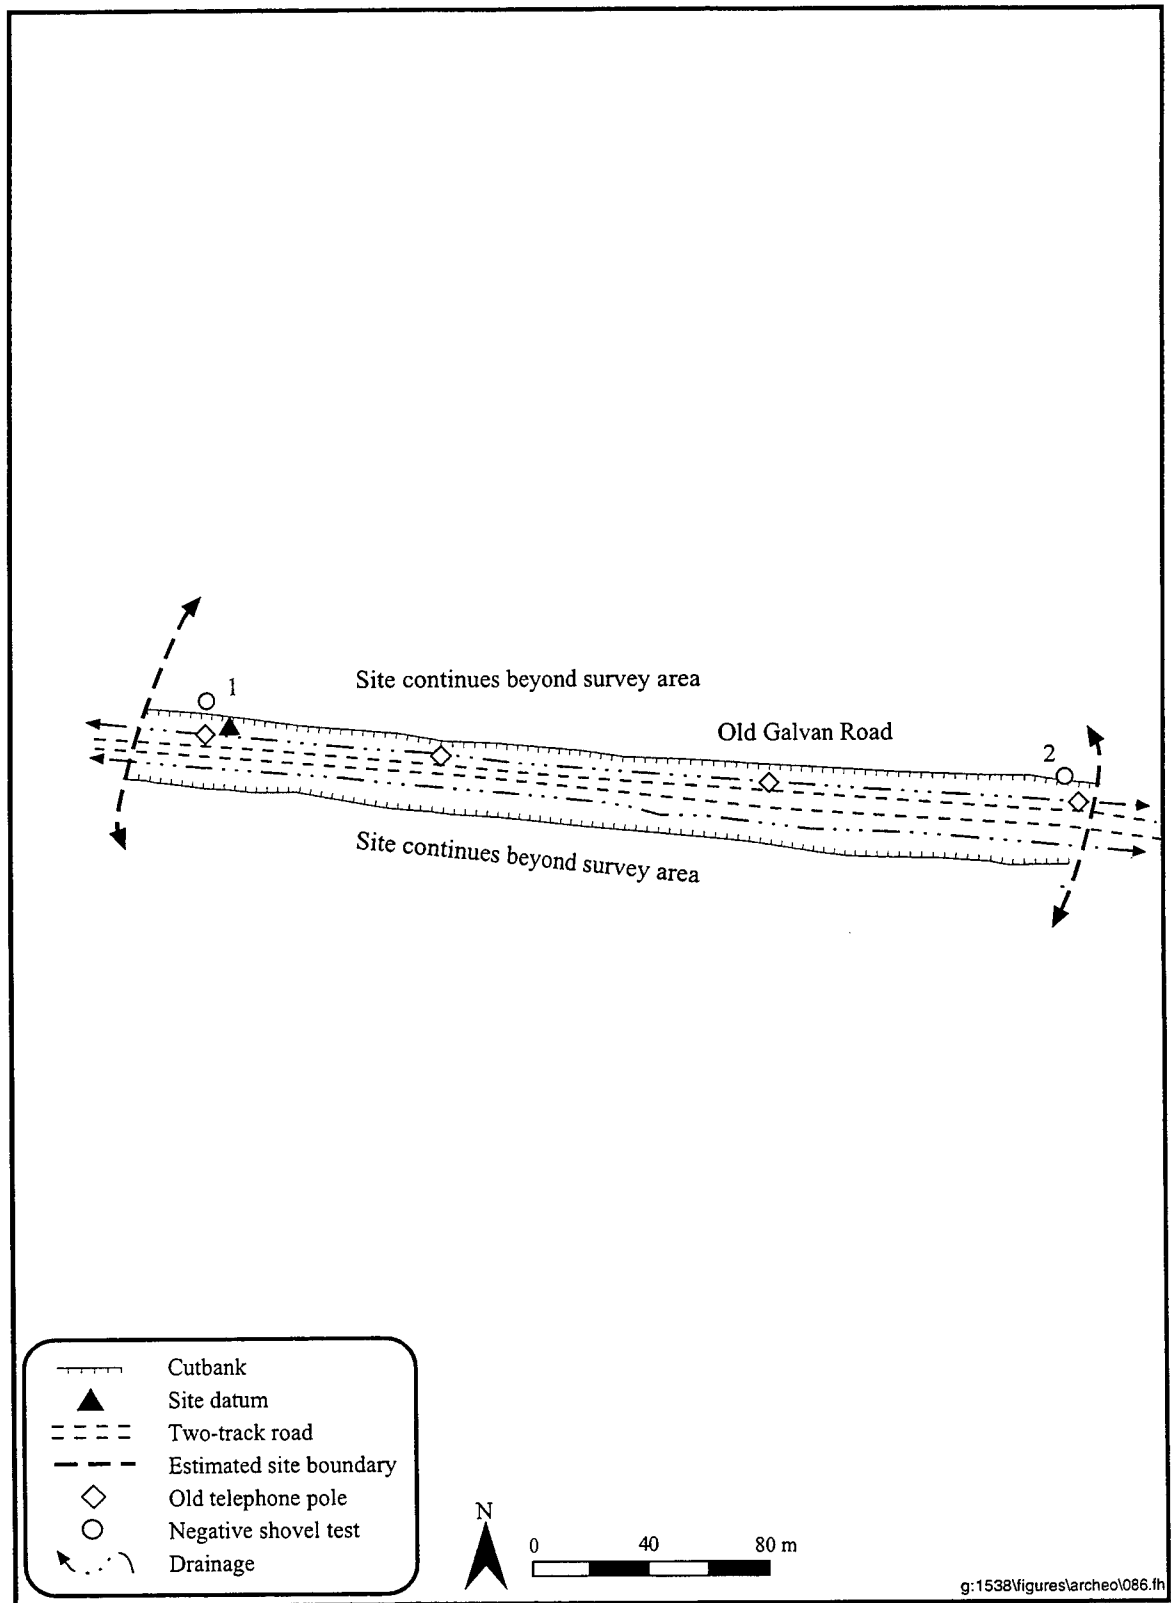 Site continues beyond survey area
1
Old Galvan Road
2
Site continues beyond survey area
Cutbank
Site datum
Two-track road
Estimated site boundary
Old telephone pole
Negative shovel test
Drainage
N
0 40 80 m
g:1538\figures\archeo\086.fh